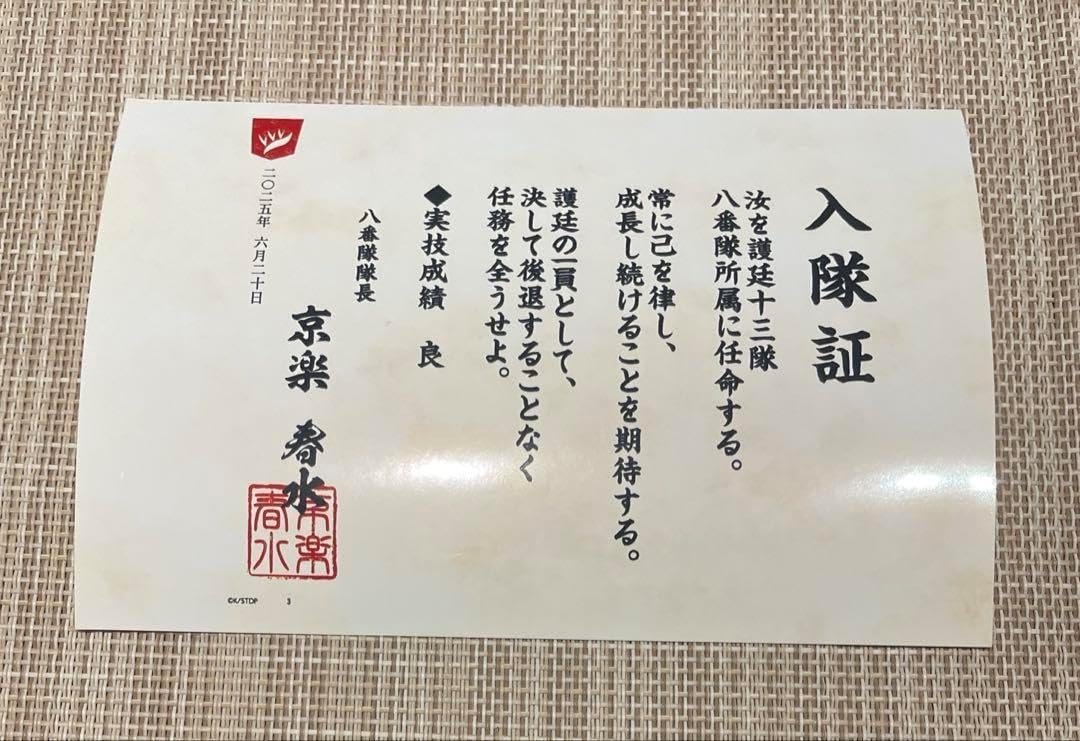 入隊証
汝を護廷十三隊
八番隊所属に任命する。
常に己を律し、
成長し続けることを期待する。
護廷の一員として、
決して後退することなく
任務を全うせよ。
◆実技成績 良
八番隊隊長
京楽 春水
京楽
春水
二〇二五年 六月二十日
©K/STDP 3